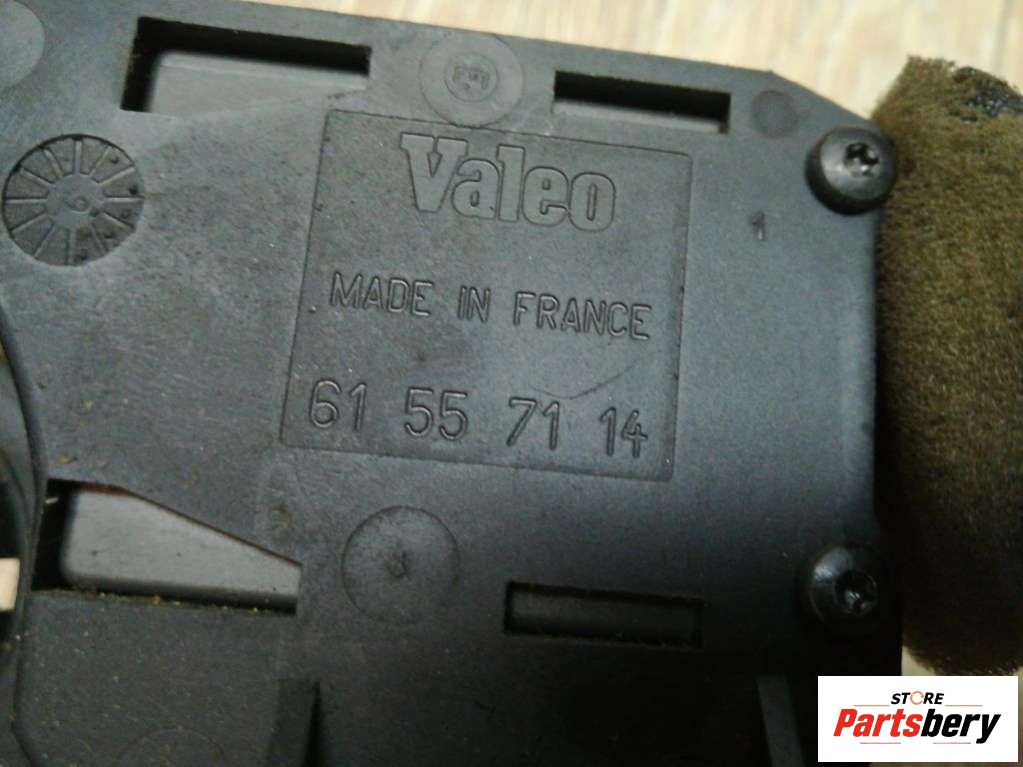 Valeo
1
MADE IN FRANCE
61 55 71 14
STORE
Partsbery